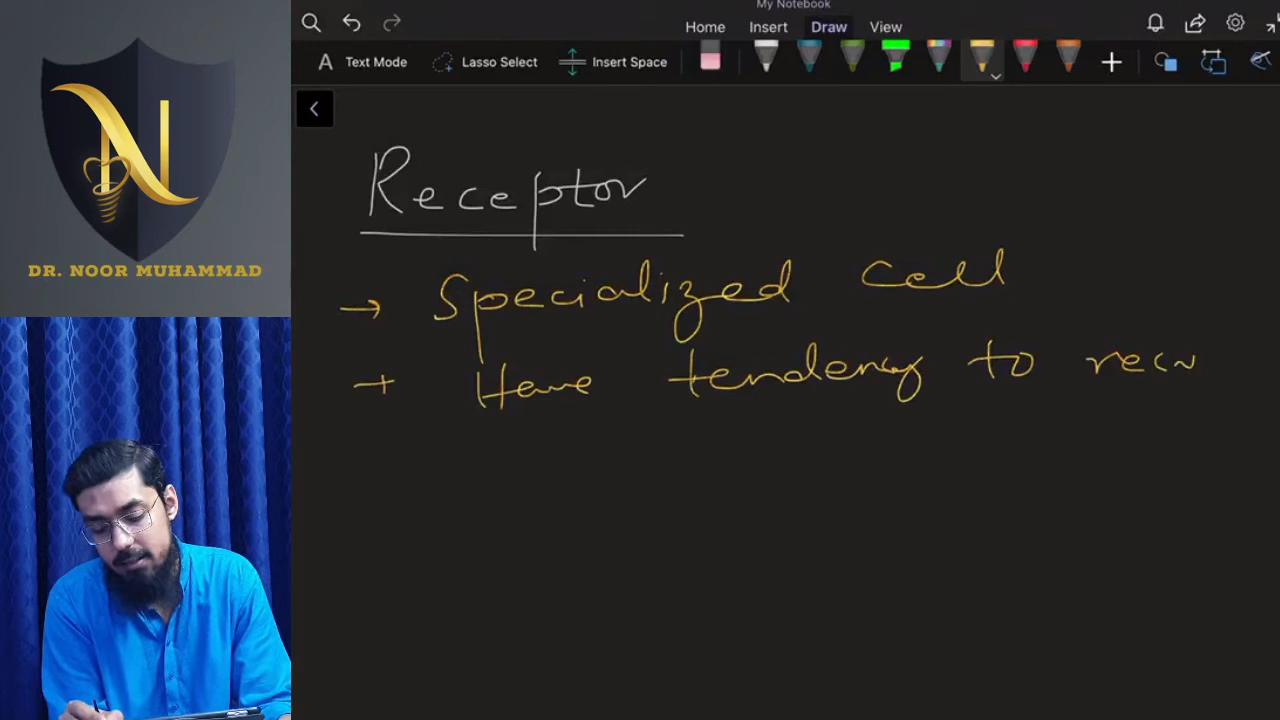 My Notebook
Home Insert Draw View
A Text Mode Lasso Select Insert Space
N
DR. NOOR MUHAMMAD
Receptor
→ Specialized cell
→ Have tendency to rec